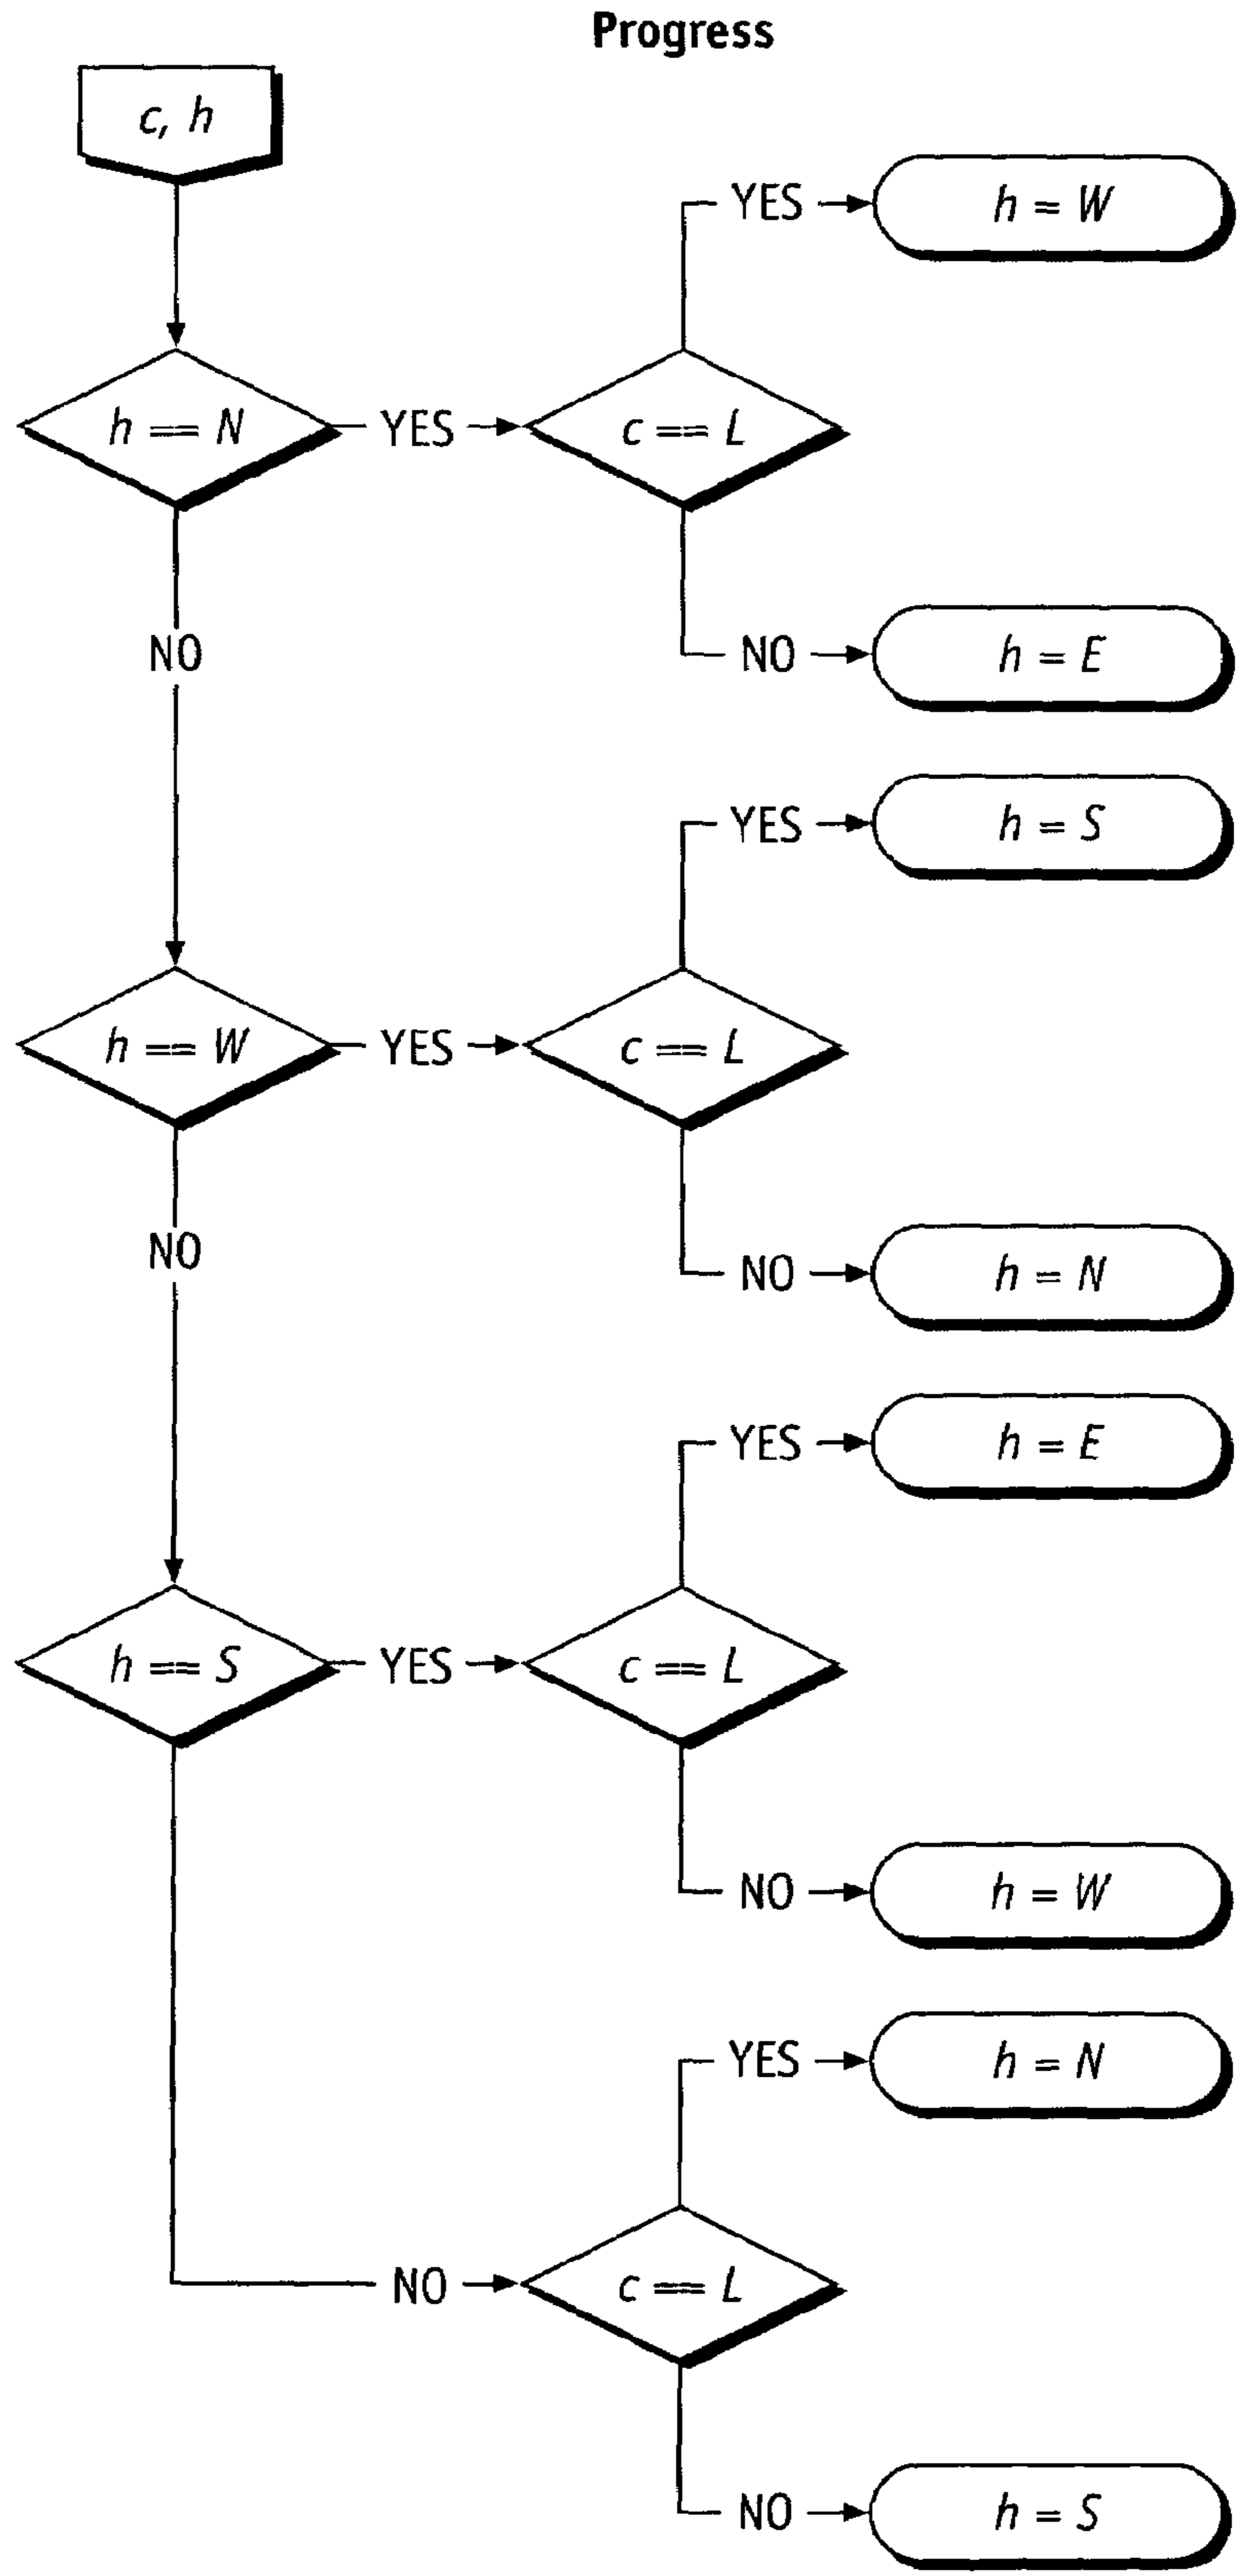 Progress
c, h
YES
h = W
h == N
YES
c == L
NO
NO
h = E
YES
h = S
h == W
YES
c == L
NO
NO
h = N
YES
h = E
h == S
YES
c == L
NO
h = W
YES
h = N
NO
c == L
NO
h = S